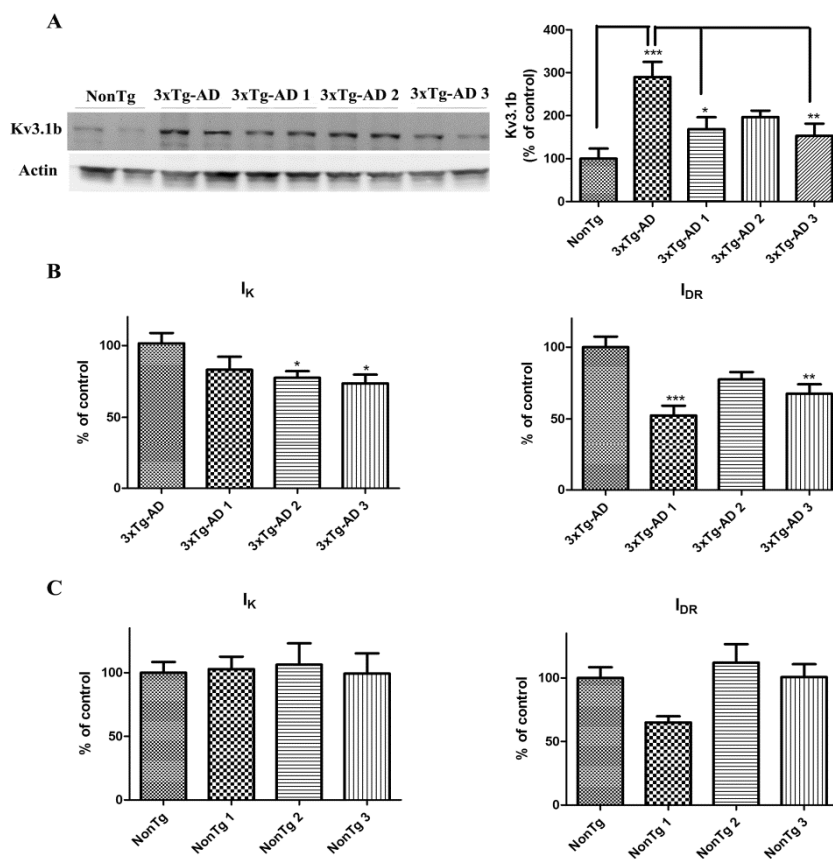 A
NonTg 3xTg-AD 3xTg-AD 1 3xTg-AD 2 3xTg-AD 3
Kv3.1b
Actin
Kv3.1b
(% of control)
400
300
200
100
0
***
*
**
NonTg
3xTg-AD
3xTg-AD 1
3xTg-AD 2
3xTg-AD 3
B
I_K
% of control
100
50
0
*
*
3xTg-AD
3xTg-AD 1
3xTg-AD 2
3xTg-AD 3
I_DR
% of control
100
50
0
***
**
3xTg-AD
3xTg-AD 1
3xTg-AD 2
3xTg-AD 3
C
I_K
% of control
100
50
0
NonTg
NonTg 1
NonTg 2
NonTg 3
I_DR
% of control
100
50
0
NonTg
NonTg 1
NonTg 2
NonTg 3